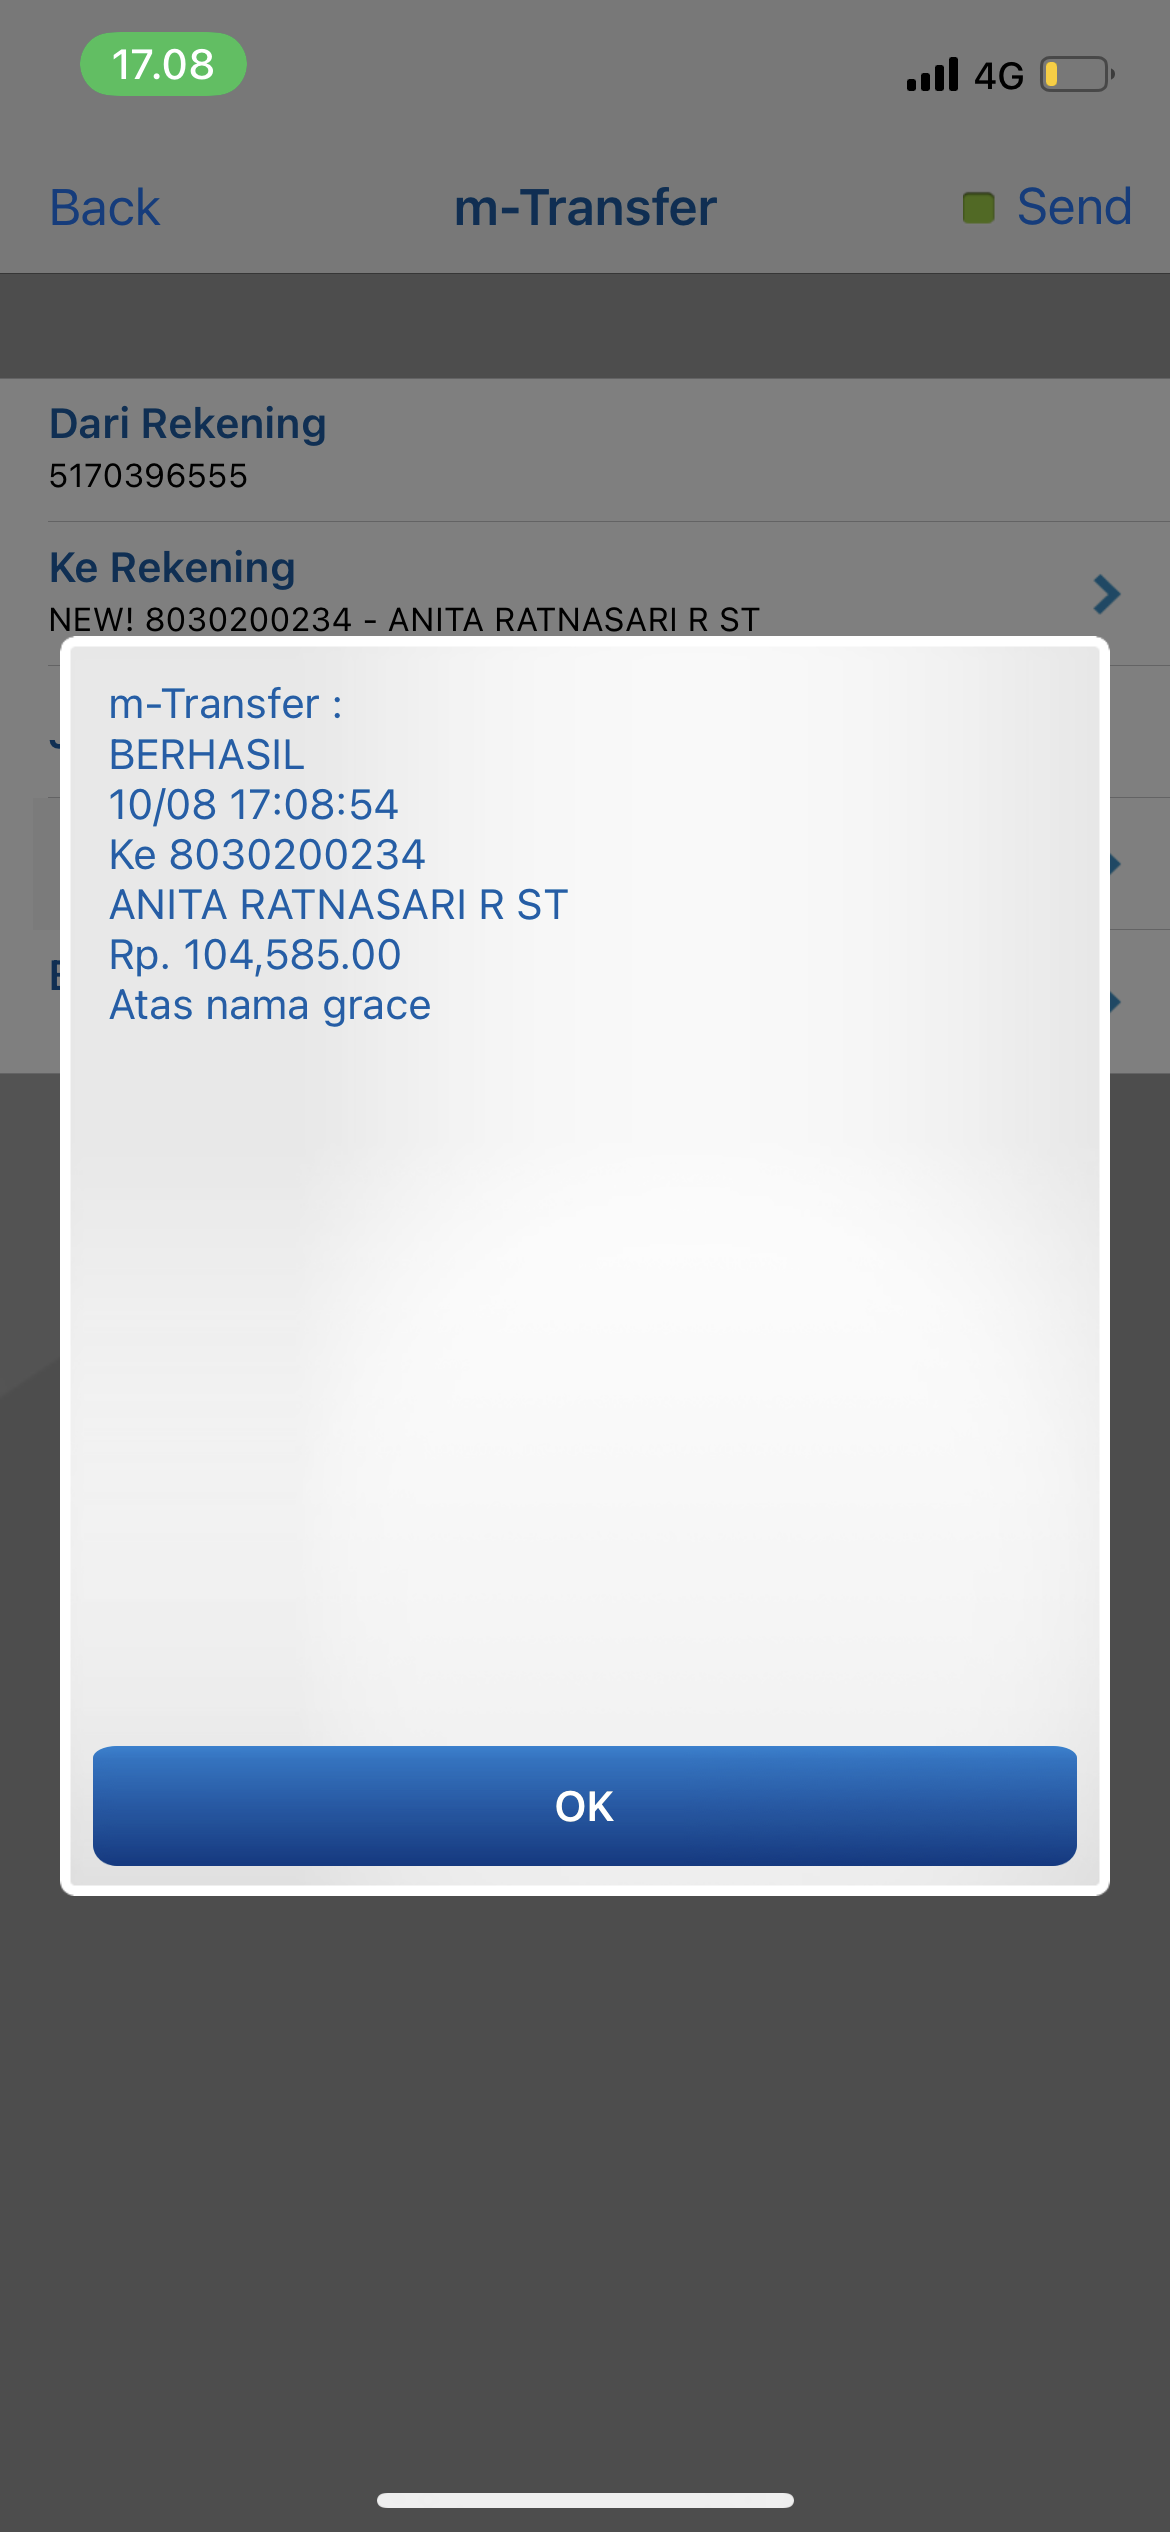 17.08
4G
Back
m-Transfer
Send
Dari Rekening
5170396555
Ke Rekening
NEW! 8030200234 - ANITA RATNASARI R ST
m-Transfer :
BERHASIL
10/08 17:08:54
Ke 8030200234
ANITA RATNASARI R ST
Rp. 104,585.00
Atas nama grace
OK